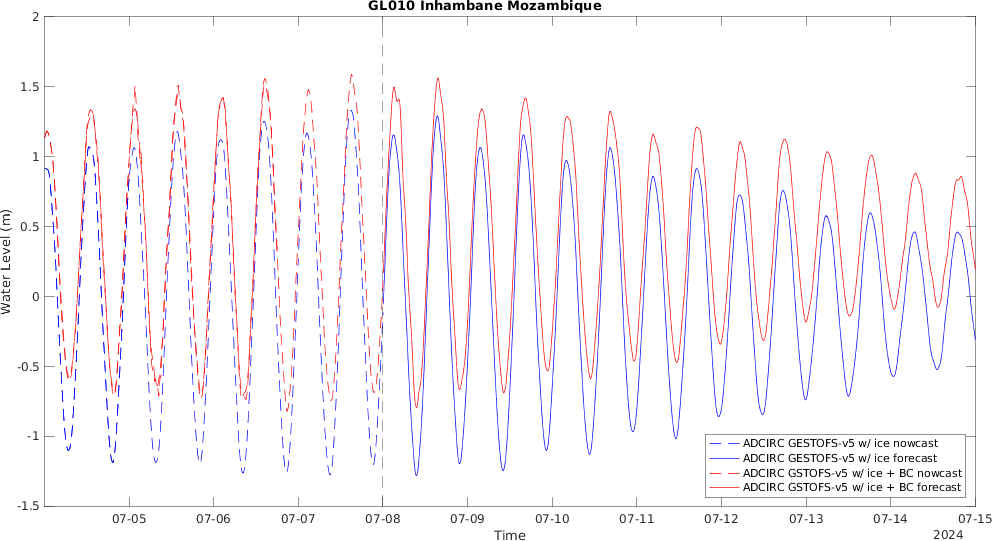 GL010 Inhambane Mozambique
Water Level (m)
2
1.5
1
0.5
0
-0.5
-1
-1.5
07-05
07-06
07-07
07-08
07-09
07-10
07-11
07-12
07-13
07-14
07-15
Time
2024
ADCIRC GESTOFS-v5 w/ ice nowcast
ADCIRC GESTOFS-v5 w/ ice forecast
ADCIRC GSTOFS-v5 w/ ice + BC nowcast
ADCIRC GSTOFS-v5 w/ ice + BC forecast